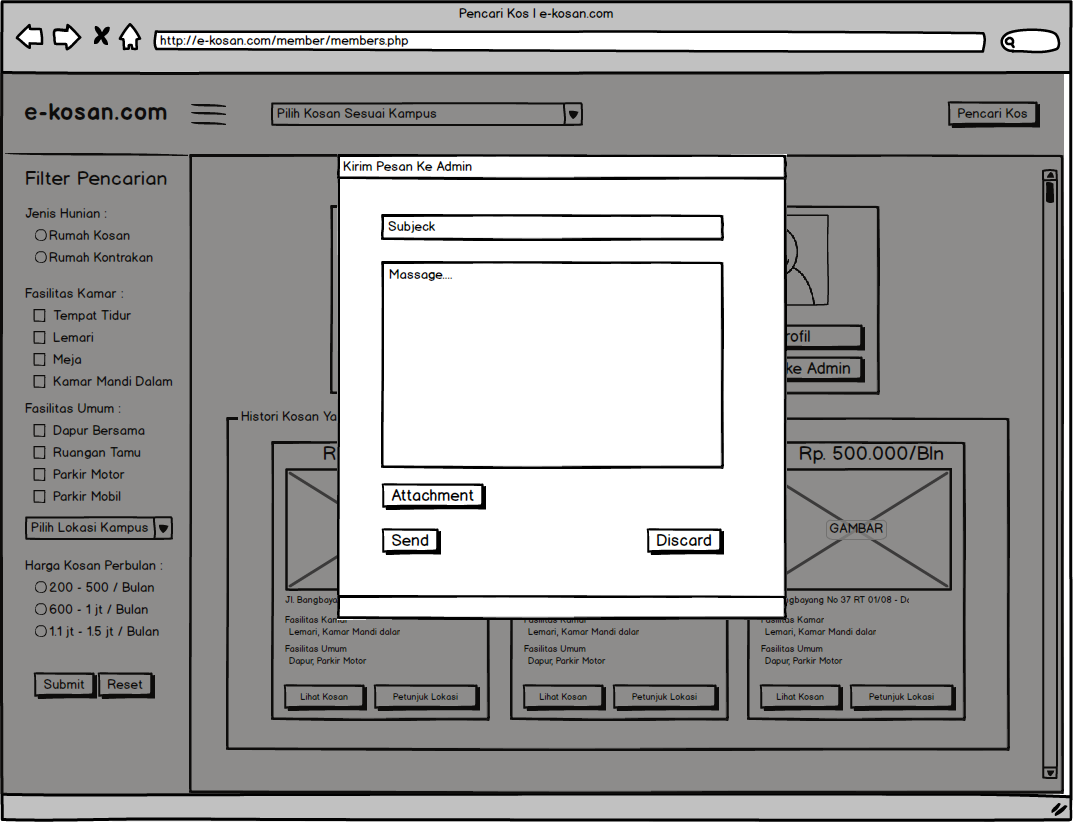 Pencari Kos | e-kosan.com
http://e-kosan.com/member/members.php
e-kosan.com
Pilih Kosan Sesuai Kampus
Pencari Kos
Filter Pencarian
Jenis Hunian :
Rumah Kosan
Rumah Kontrakan
Fasilitas Kamar :
Tempat Tidur
Lemari
Meja
Kamar Mandi Dalam
Fasilitas Umum :
Dapur Bersama
Ruangan Tamu
Parkir Motor
Parkir Mobil
Pilih Lokasi Kampus
Harga Kosan Perbulan :
200 - 500 / Bulan
600 - 1 jt / Bulan
1.1 jt - 1.5 jt / Bulan
Submit Reset
Kirim Pesan Ke Admin
Subjeck
Massage....
Attachment
Send Discard
ke Admin
Histori Kosan
Rp. 500.000/Bln
GAMBAR
Jl.
No 37 RT 01/08 -
Fasilitas
Lemari, Kamar Mandi dalar
Fasilitas Umum
Dapur, Parkir Motor
Lihat Kosan Petunjuk Lokasi
Fasilitas Kamar
Lemari, Kamar Mandi dalar
Fasilitas Umum
Dapur, Parkir Motor
Lihat Kosan Petunjuk Lokasi
Fasilitas Kamar
Lemari, Kamar Mandi dalar
Fasilitas Umum
Dapur, Parkir Motor
Lihat Kosan Petunjuk Lokasi